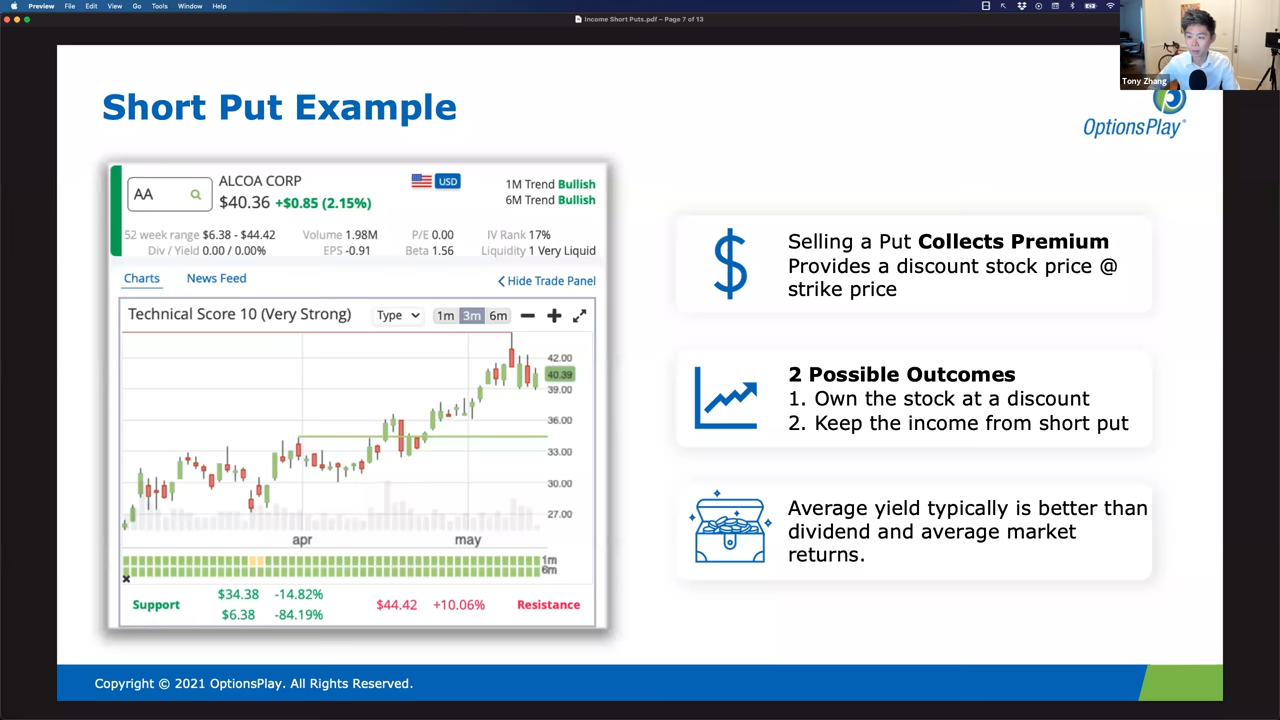 Preview File Edit View Go Tools Window Help
Income Short Puts.pdf – Page 7 of 13
Tony Zhang
Short Put Example
OptionsPlay
AA
ALCOA CORP
$40.36 +$0.85 (2.15%)
USD
1M Trend Bullish
6M Trend Bullish
52 week range $6.38 - $44.42 Volume 1.98M P/E 0.00 IV Rank 17%
Div / Yield 0.00 / 0.00% EPS -0.91 Beta 1.56 Liquidity 1 Very Liquid
Charts News Feed Hide Trade Panel
Technical Score 10 (Very Strong) Type 1m 3m 6m
42.00
40.39
39.00
36.00
33.00
30.00
27.00
apr may
1m
6m
Support $34.38 -14.82% $44.42 +10.06% Resistance
$6.38 -84.19%
Selling a Put Collects Premium
Provides a discount stock price @
strike price
2 Possible Outcomes
1. Own the stock at a discount
2. Keep the income from short put
Average yield typically is better than
dividend and average market
returns.
Copyright © 2021 OptionsPlay. All Rights Reserved.